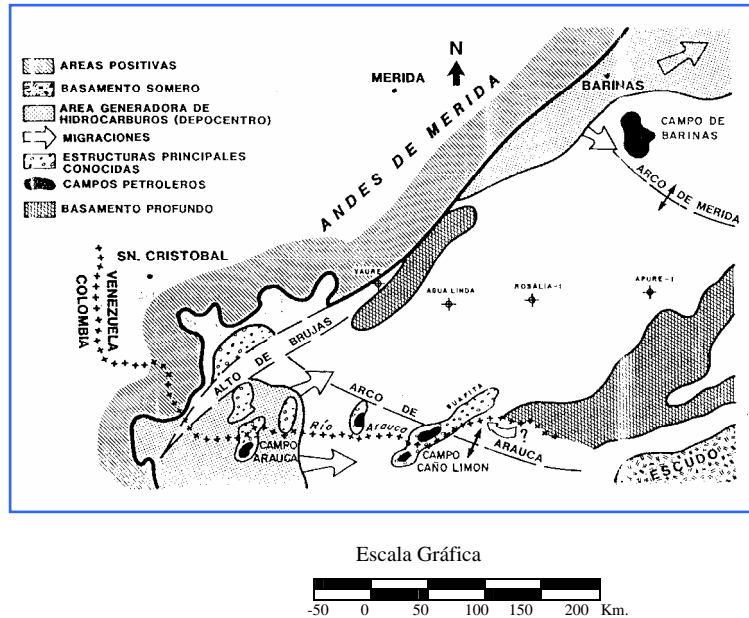 AREAS POSITIVAS
BASAMENTO SOMERO
AREA GENERADORA DE
HIDROCARBUROS (DEPOCENTRO)
MIGRACIONES
ESTRUCTURAS PRINCIPALES
CONOCIDAS
CAMPOS PETROLEROS
BASAMENTO PROFUNDO
N
MERIDA
BARINAS
CAMPO DE
BARINAS
ANDES DE MERIDA
ARCO DE MERIDA
SN. CRISTOBAL
VENEZUELA
COLOMBIA
YAURE
AGUA LINDA
ROSALIA-1
APURE-1
ALTO DE BRUJAS
ARCO DE
ARAUCA
GUAFITA
Río Arauca
?
CAMPO
ARAUCA
CAMPO
CAÑO LIMON
ESCUDO
Escala Gráfica
-50 0 50 100 150 200 Km.